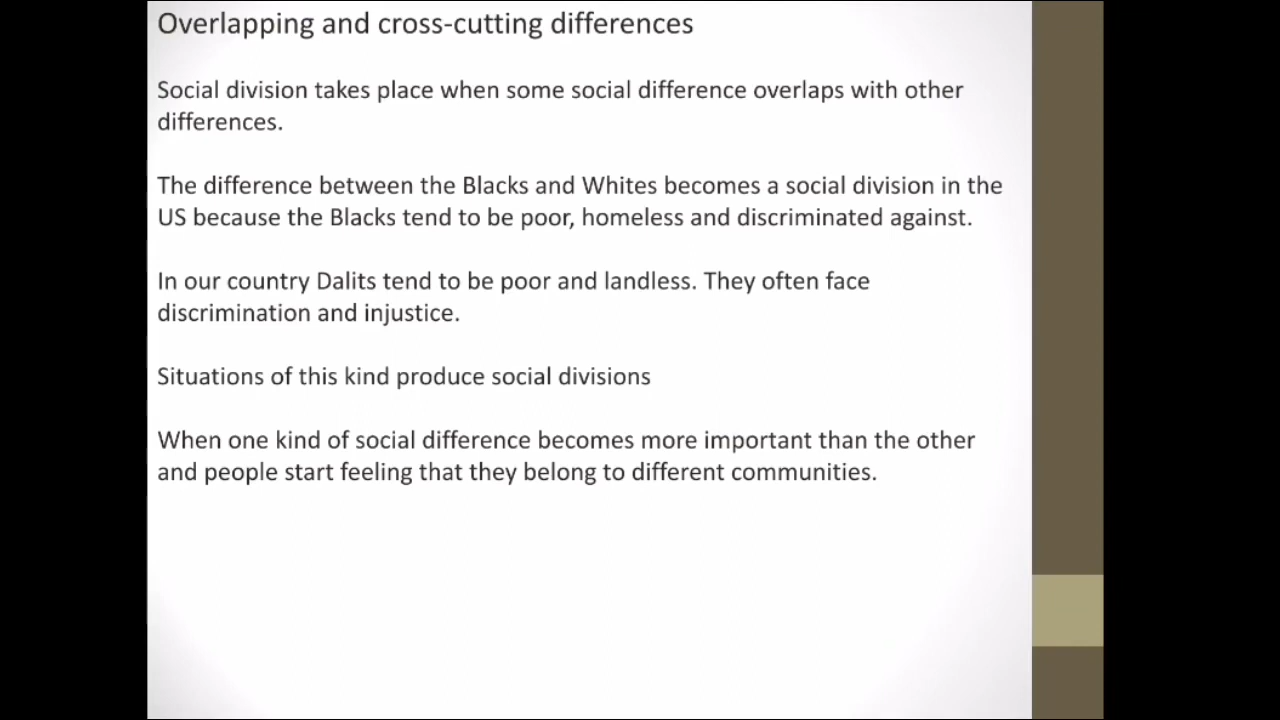 Overlapping and cross-cutting differences
Social division takes place when some social difference overlaps with other
differences.
The difference between the Blacks and Whites becomes a social division in the
US because the Blacks tend to be poor, homeless and discriminated against.
In our country Dalits tend to be poor and landless. They often face
discrimination and injustice.
Situations of this kind produce social divisions
When one kind of social difference becomes more important than the other
and people start feeling that they belong to different communities.